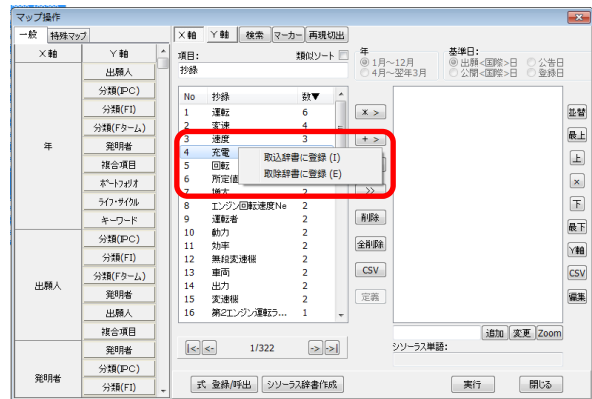 マップ操作
一般 特殊マップ
X軸 Y軸 検索 マーカー 再現切出
X軸 Y軸
項目: 類似ソート
抄録
年
1月~12月
4月~翌年3月
基準日:
出願<国際>日 公告日
公開<国際>日 登録日
年
出願人
分類(IPC)
分類(FI)
分類(Fターム)
発明者
複合項目
ポートフォリオ
ライフ・サイクル
キーワード
出願人
分類(IPC)
分類(FI)
分類(Fターム)
発明者
出願人
複合項目
発明者
発明者
分類(IPC)
分類(FI)
No 抄録 数▼
1 運転 6
2 変速 4
3 速度 3
4 充電
5 回転
6 所定値
7 増大 2
8 エンジン回転速度Ne 2
9 運転者 2
10 動力 2
11 効率 2
12 無段変速機 2
13 車両 2
14 出力 2
15 変速機 2
16 第2エンジン運転ラ... 1
取込辞書に登録 (I)
取除辞書に登録 (E)
* >
+ >
>>
削除
全削除
CSV
定義
並替
最上
上
×
下
最下
Y軸
CSV
編集
|<- <- 1/322 -> ->|
追加 変更 Zoom
シソーラス単語:
式 登録/呼出 シソーラス辞書作成 実行 閉じる